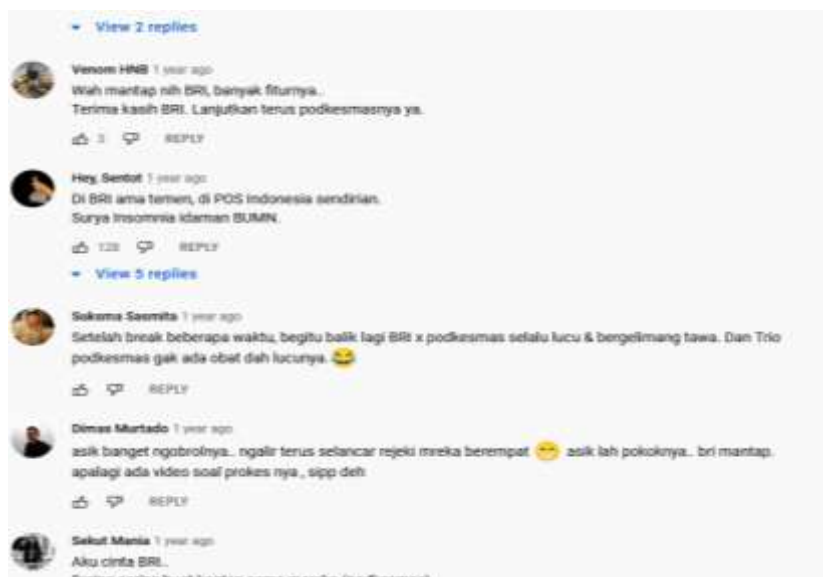 View 2 replies
Venom HNB 1 year ago
Wah mantap nih BRI, banyak fiturnya..
Terima kasih BRI. Lanjutkan terus podkesmasnya ya.
3 REPLY
Hey, Sentot 1 year ago
Di BRI ama temen, di POS Indonesia sendirian.
Surya Insomnia idaman BUMN.
128 REPLY
View 5 replies
Suksma Sasmita 1 year ago
Setelah break beberapa waktu, begitu balik lagi BRI x podkesmas selalu lucu & bergelimang tawa. Dan Trio
podkesmas gak ada obat dah lucunya. 😂
REPLY
Dimas Murtado 1 year ago
asik banget ngobrolnya.. ngalir terus selancar rejeki mreka berempat 😁 asik lah pokoknya.. bri mantap.
apalagi ada video soal prokes nya , sipp deh
REPLY
Sekut Mania 1 year ago
Aku cinta BRI..